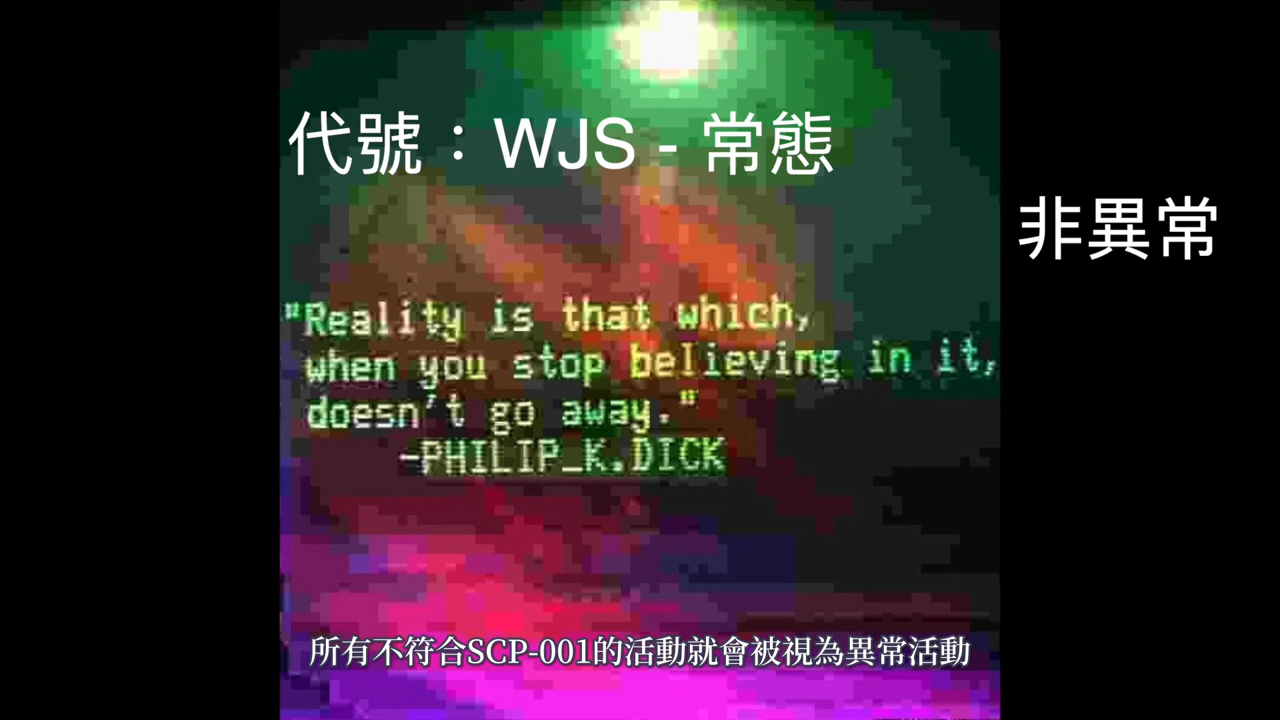 代號：WJS - 常態
非異常
"Reality is that which,
when you stop believing in it,
doesn't go away."
-PHILIP_K.DICK
所有不符合SCP-001的活動就會被視為異常活動